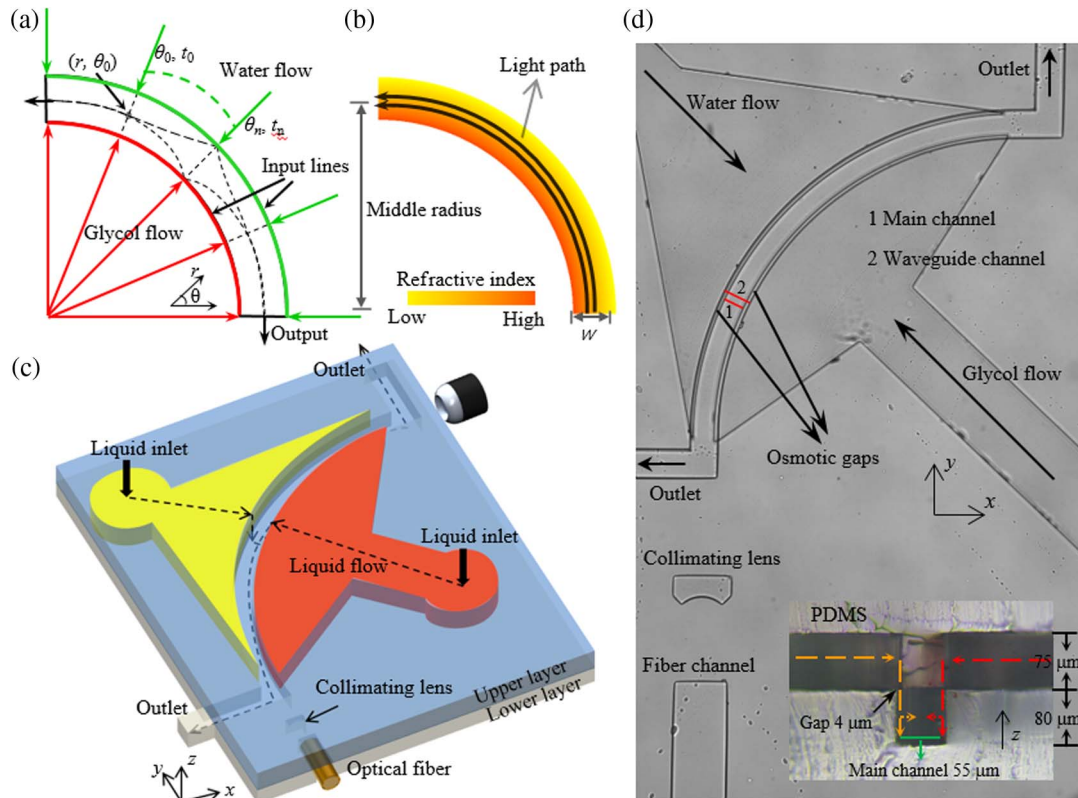 (a)
(r, θ0)
θ0, t0
Water flow
θn, tn
Input lines
Glycol flow
r
θ
Output
(b)
Light path
Middle radius
Refractive index
Low
High
W
(c)
Outlet
Liquid inlet
Liquid inlet
Liquid flow
Collimating lens
Upper layer
Lower layer
Outlet
Optical fiber
y
z
x
(d)
Outlet
Water flow
1 Main channel
2 Waveguide channel
2
1
Glycol flow
Osmotic gaps
Outlet
y
x
Collimating lens
PDMS
Fiber channel
75 μm
Gap 4 μm
80 μm
z
Main channel 55 μm